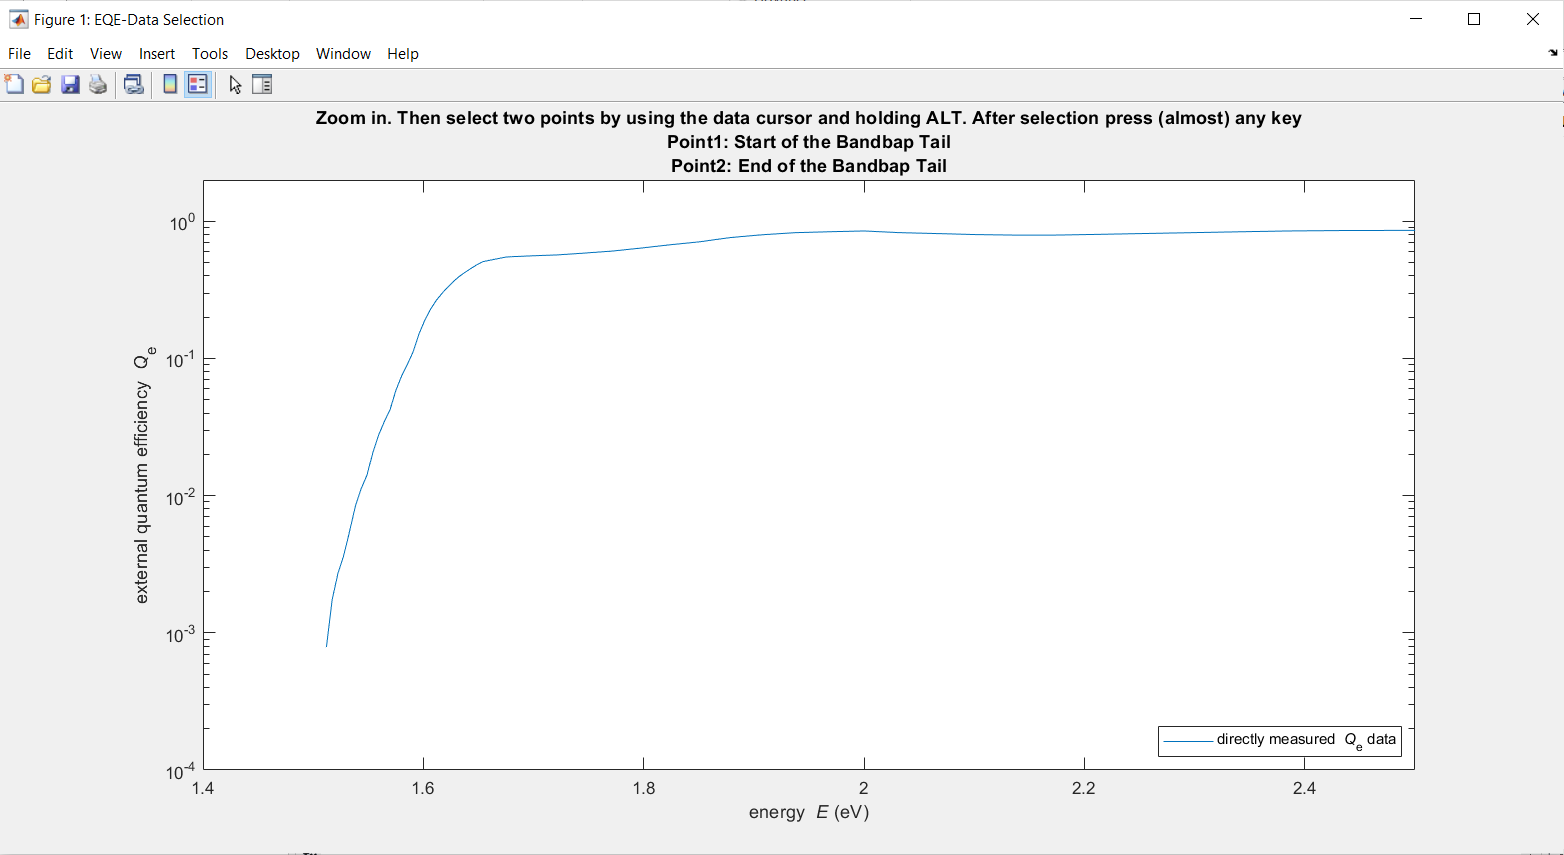 Figure 1: EQE-Data Selection
File Edit View Insert Tools Desktop Window Help
Zoom in. Then select two points by using the data cursor and holding ALT. After selection press (almost) any key
Point1: Start of the Bandbap Tail
Point2: End of the Bandbap Tail
external quantum efficiency Qe
10^0
10^-1
10^-2
10^-3
10^-4
directly measured Qe data
1.4 1.6 1.8 2 2.2 2.4
energy E (eV)